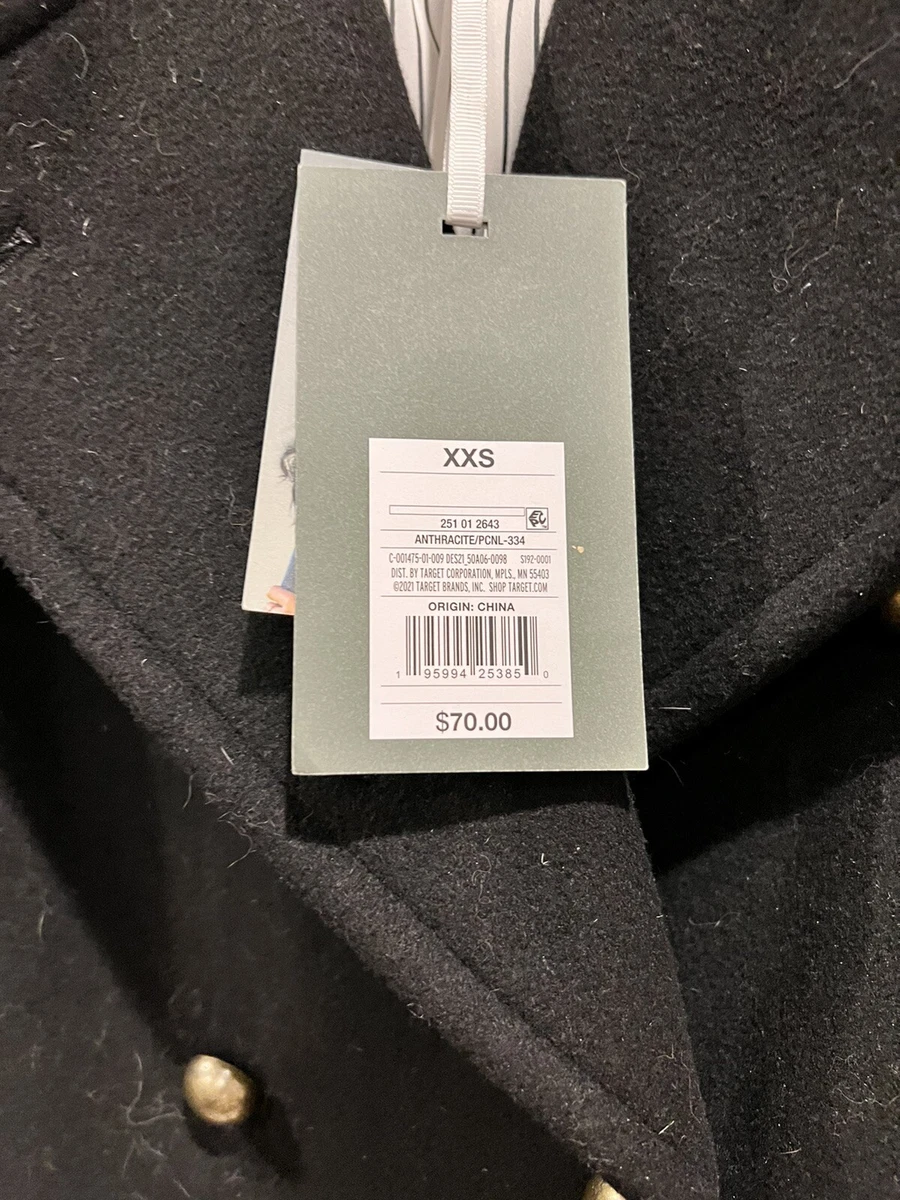 XXS
251 01 2643
ANTHRACITE/PCNL-334
C-001475-01-009 DES21_50A06-0098 S192-0001
DIST. BY TARGET CORPORATION, MPLS., MN 55403
©2021 TARGET BRANDS, INC. SHOP TARGET.COM
ORIGIN: CHINA
1 95994 25385 0
$70.00